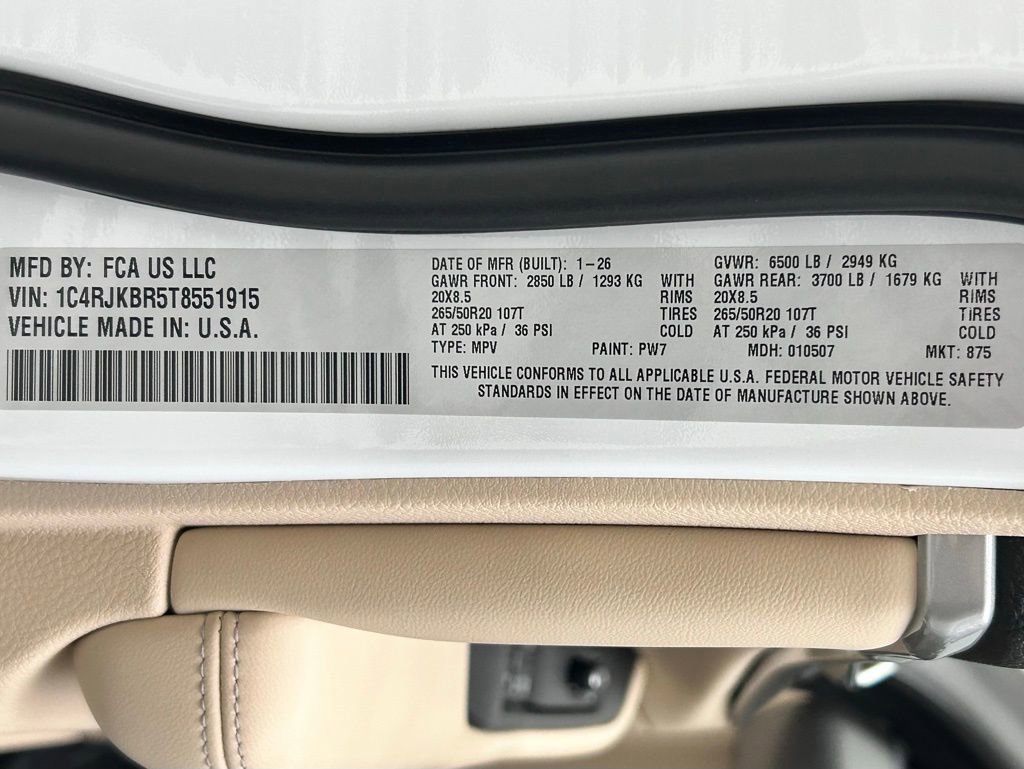 MFD BY: FCA US LLC
VIN: 1C4RJKBR5T8551915
VEHICLE MADE IN: U.S.A.
DATE OF MFR (BUILT): 1-26
GAWR FRONT: 2850 LB / 1293 KG WITH
20X8.5 RIMS
265/50R20 107T TIRES
AT 250 kPa / 36 PSI COLD
TYPE: MPV PAINT: PW7
GVWR: 6500 LB / 2949 KG
GAWR REAR: 3700 LB / 1679 KG WITH
20X8.5 RIMS
265/50R20 107T TIRES
AT 250 kPa / 36 PSI COLD
MDH: 010507 MKT: 875
THIS VEHICLE CONFORMS TO ALL APPLICABLE U.S.A. FEDERAL MOTOR VEHICLE SAFETY
STANDARDS IN EFFECT ON THE DATE OF MANUFACTURE SHOWN ABOVE.